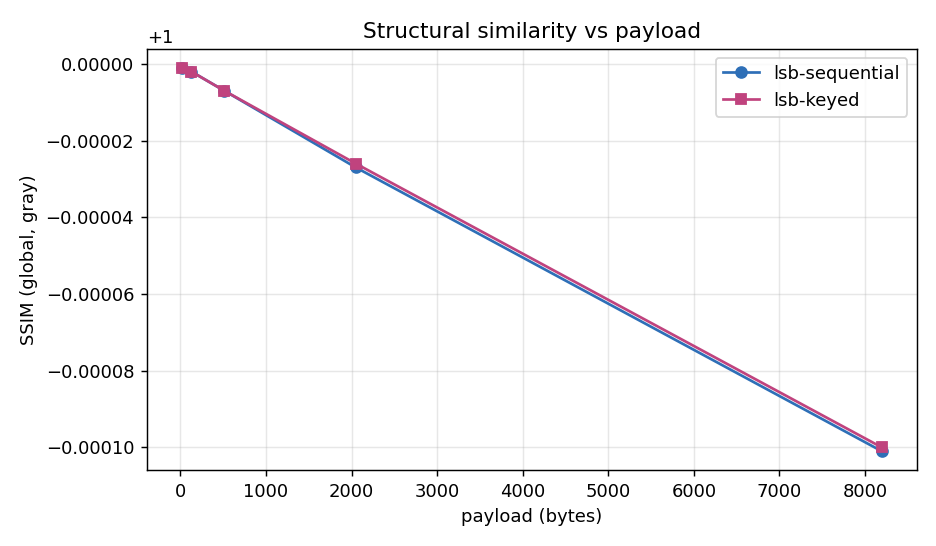 Structural similarity vs payload
+1
0.00000
−0.00002
−0.00004
−0.00006
−0.00008
−0.00010
SSIM (global, gray)
lsb-sequential
lsb-keyed
0 1000 2000 3000 4000 5000 6000 7000 8000
payload (bytes)